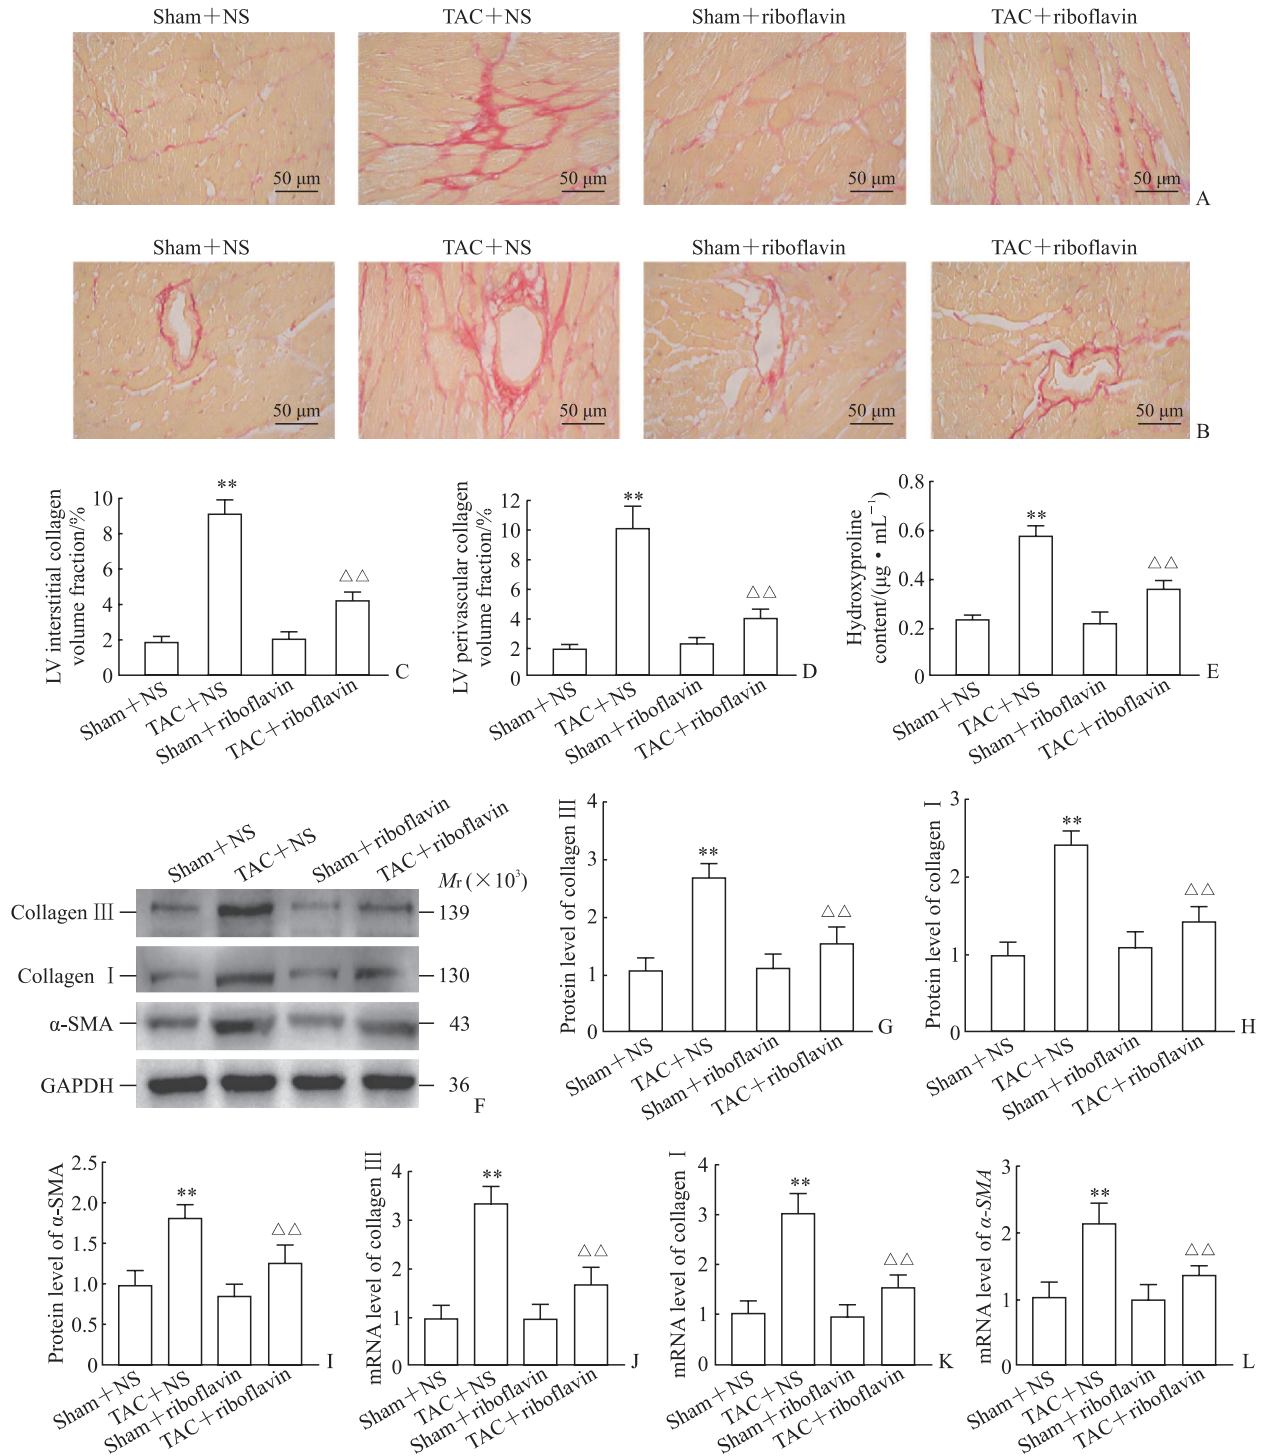 Sham+NS
TAC+NS
Sham+riboflavin
TAC+riboflavin
50 μm
50 μm
50 μm
50 μm
A
Sham+NS
TAC+NS
Sham+riboflavin
TAC+riboflavin
50 μm
50 μm
50 μm
50 μm
B
LV interstitial collagen
volume fraction/%
10
8
6
4
2
0
**
△△
Sham+NS
TAC+NS
Sham+riboflavin
TAC+riboflavin
C
LV perivascular collagen
volume fraction/%
12
10
8
6
4
2
0
**
△△
Sham+NS
TAC+NS
Sham+riboflavin
TAC+riboflavin
D
Hydroxyproline
content/(μg·mL⁻¹)
0.8
0.6
0.4
0.2
0
**
△△
Sham+NS
TAC+NS
Sham+riboflavin
TAC+riboflavin
E
Sham+NS
TAC+NS
Sham+riboflavin
TAC+riboflavin
Mr (×10³)
Collagen Ⅲ
139
Collagen Ⅰ
130
α-SMA
43
GAPDH
36
F
Protein level of collagen Ⅲ
4
3
2
1
0
**
△△
Sham+NS
TAC+NS
Sham+riboflavin
TAC+riboflavin
G
Protein level of collagen Ⅰ
3
2
1
0
**
△△
Sham+NS
TAC+NS
Sham+riboflavin
TAC+riboflavin
H
Protein level of α-SMA
2.5
2.0
1.5
1.0
0.5
0
**
△△
Sham+NS
TAC+NS
Sham+riboflavin
TAC+riboflavin
I
mRNA level of collagen Ⅲ
4
3
2
1
0
**
△△
Sham+NS
TAC+NS
Sham+riboflavin
TAC+riboflavin
J
mRNA level of collagen Ⅰ
4
3
2
1
0
**
△△
Sham+NS
TAC+NS
Sham+riboflavin
TAC+riboflavin
K
mRNA level of α-SMA
3
2
1
0
**
△△
Sham+NS
TAC+NS
Sham+riboflavin
TAC+riboflavin
L